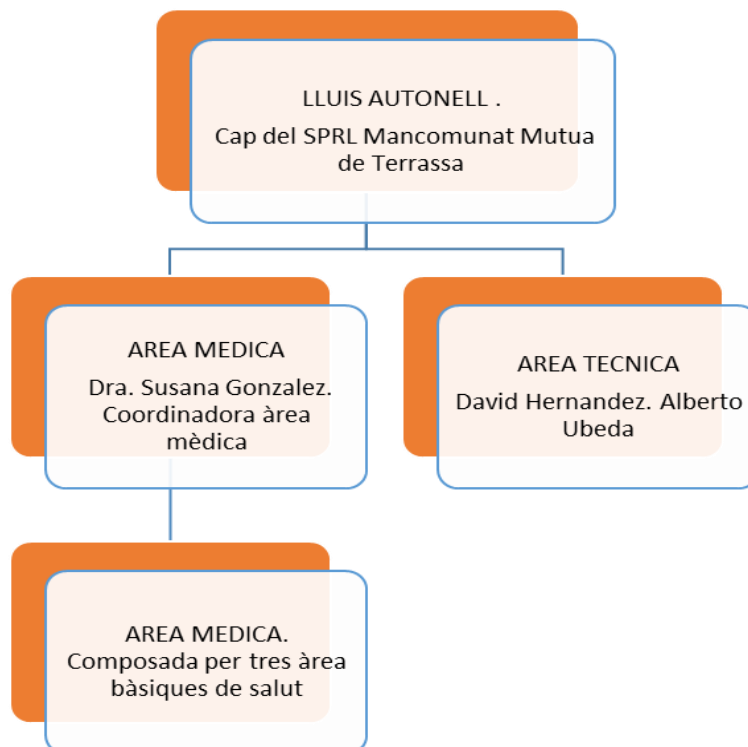 LLUIS AUTONELL .
Cap del SPRL Mancomunat Mutua
de Terrassa
AREA MEDICA
Dra. Susana Gonzalez.
Coordinadora àrea
mèdica
AREA TECNICA
David Hernandez. Alberto
Ubeda
AREA MEDICA.
Composada per tres àrea
bàsiques de salut